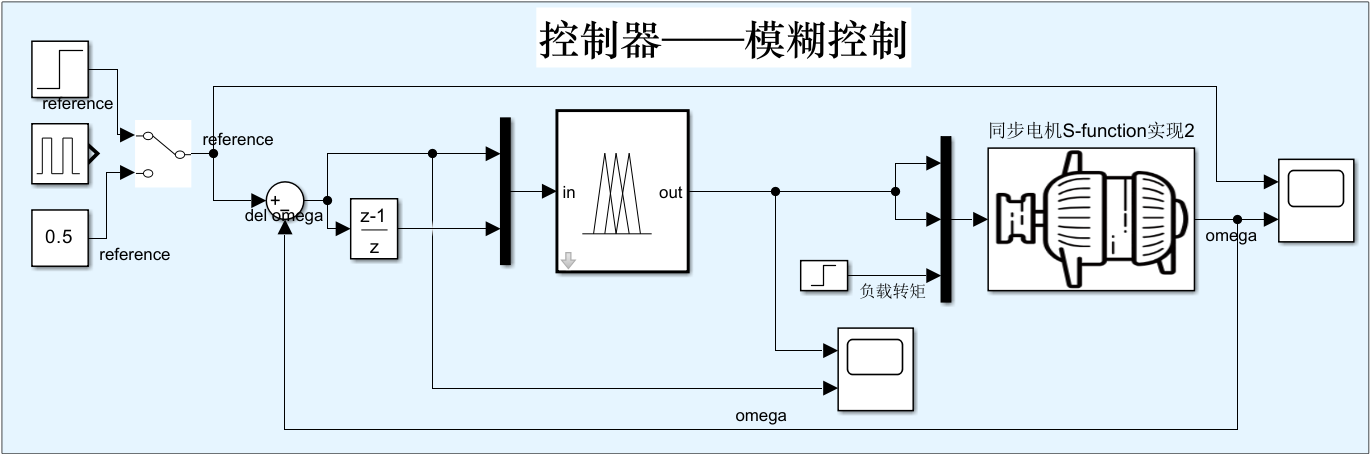 控制器——模糊控制
reference
reference
0.5
reference
+
−
del omega
z-1
z
in
out
负载转矩
同步电机S-function实现2
omega
omega